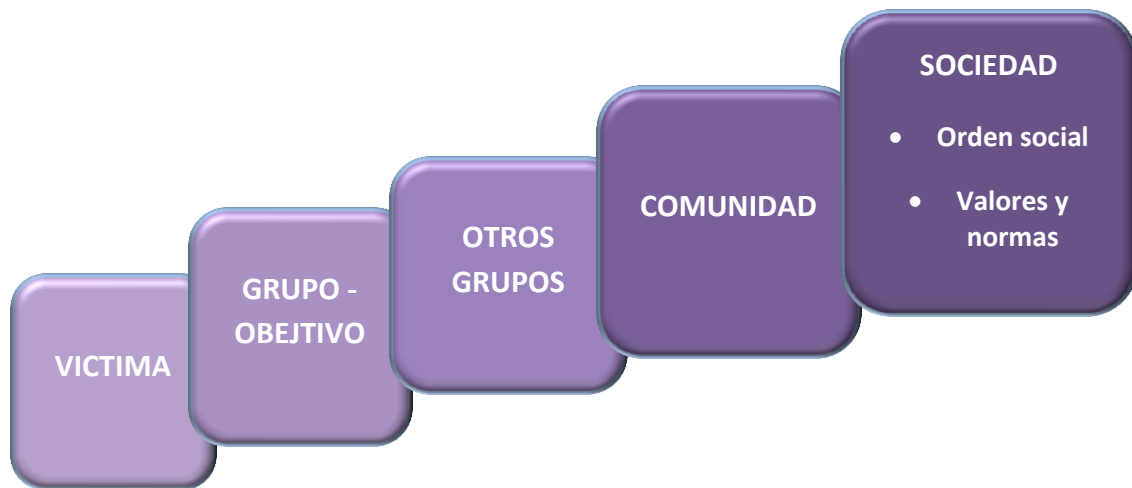 VICTIMA
GRUPO -
OBEJTIVO
OTROS
GRUPOS
COMUNIDAD
SOCIEDAD
• Orden social
• Valores y
normas